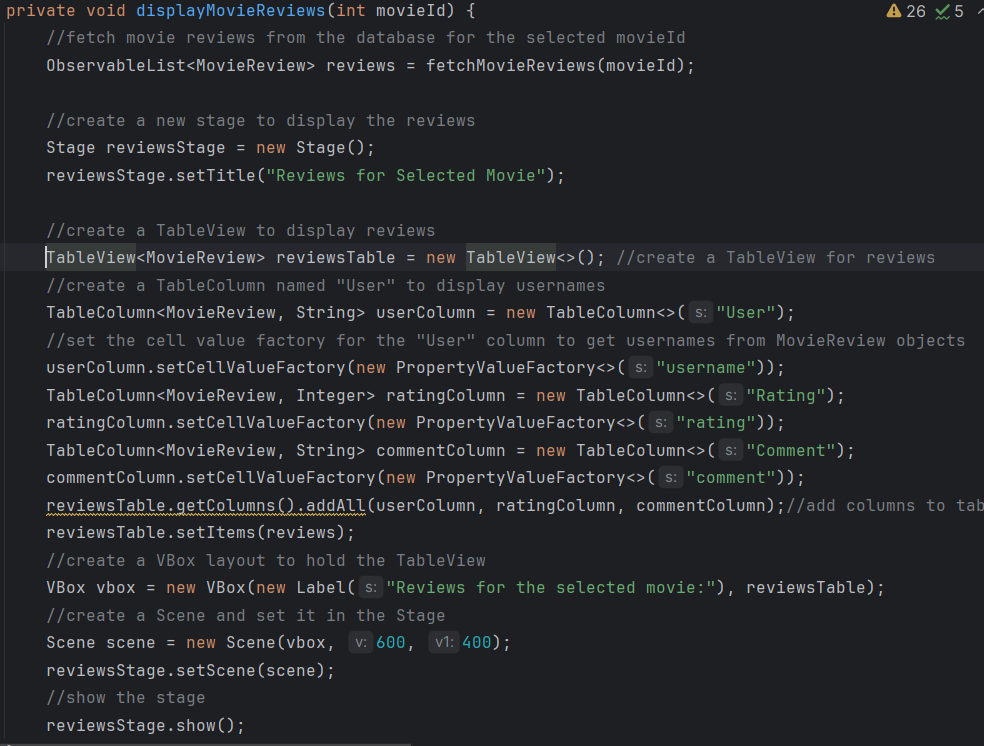 private void displayMovieReviews(int movieId) { 26 5
//fetch movie reviews from the database for the selected movieId
ObservableList<MovieReview> reviews = fetchMovieReviews(movieId);
//create a new stage to display the reviews
Stage reviewsStage = new Stage();
reviewsStage.setTitle("Reviews for Selected Movie");
//create a TableView to display reviews
TableView<MovieReview> reviewsTable = new TableView<>(); //create a TableView for reviews
//create a TableColumn named "User" to display usernames
TableColumn<MovieReview, String> userColumn = new TableColumn<>( s: "User");
//set the cell value factory for the "User" column to get usernames from MovieReview objects
userColumn.setCellValueFactory(new PropertyValueFactory<>( s: "username"));
TableColumn<MovieReview, Integer> ratingColumn = new TableColumn<>( s: "Rating");
ratingColumn.setCellValueFactory(new PropertyValueFactory<>( s: "rating"));
TableColumn<MovieReview, String> commentColumn = new TableColumn<>( s: "Comment");
commentColumn.setCellValueFactory(new PropertyValueFactory<>( s: "comment"));
reviewsTable.getColumns().addAll(userColumn, ratingColumn, commentColumn);//add columns to tab
reviewsTable.setItems(reviews);
//create a VBox layout to hold the TableView
VBox vbox = new VBox(new Label( s: "Reviews for the selected movie:"), reviewsTable);
//create a Scene and set it in the Stage
Scene scene = new Scene(vbox, v: 600, v1: 400);
reviewsStage.setScene(scene);
//show the stage
reviewsStage.show();